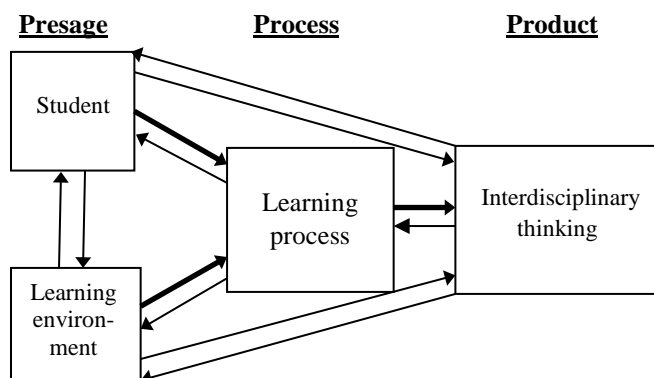 Presage Process Product
Student
Learning
process
Interdisciplinary
thinking
Learning
environ-
ment